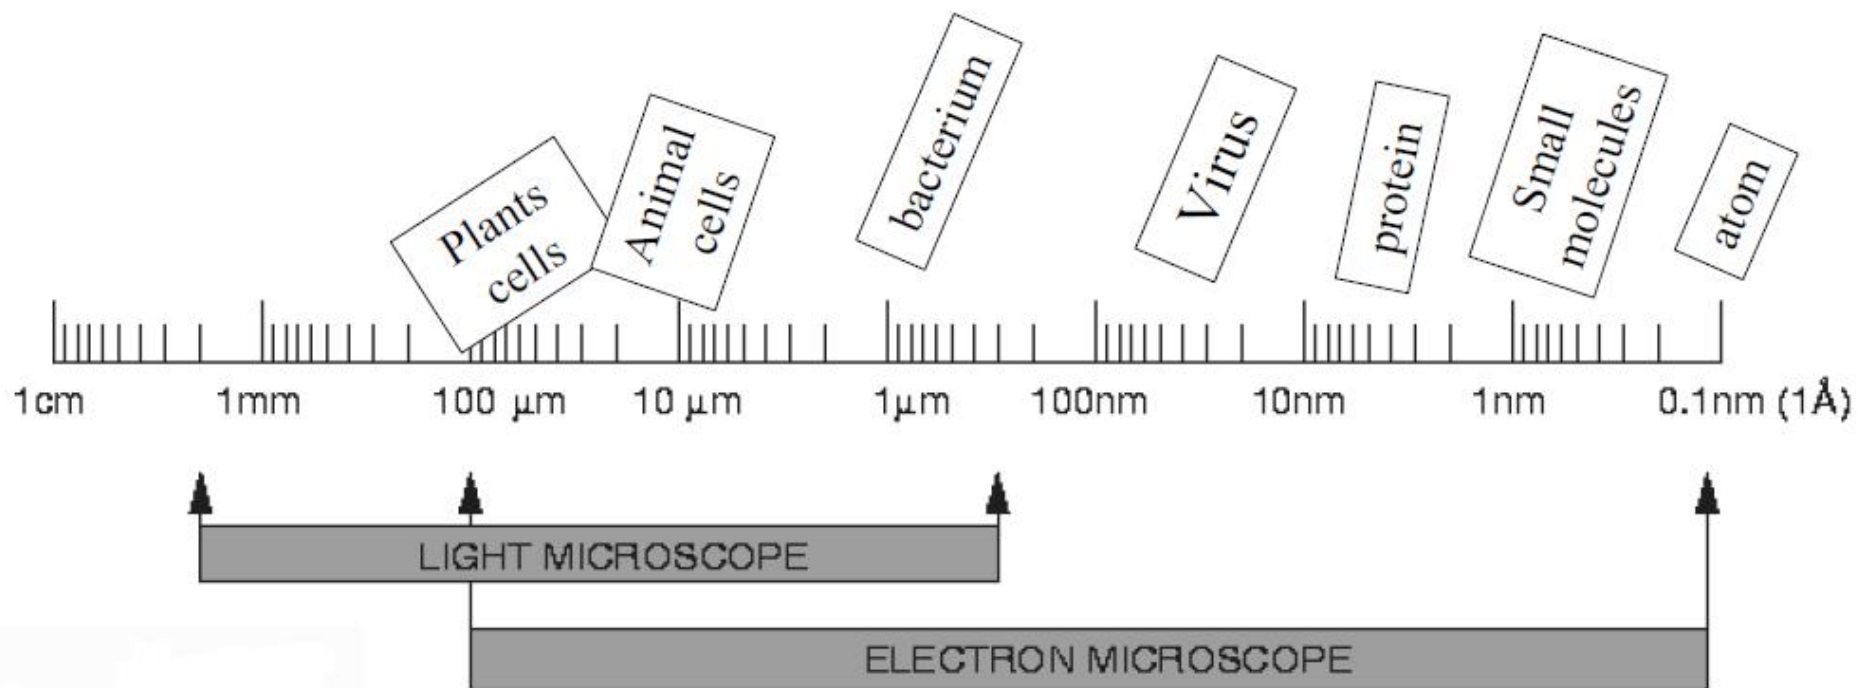 Plants
cells
Animal
cells
bacterium
Virus
protein
Small
molecules
atom
1cm 1mm 100 µm 10 µm 1µm 100nm 10nm 1nm 0.1nm (1Å)
LIGHT MICROSCOPE
ELECTRON MICROSCOPE